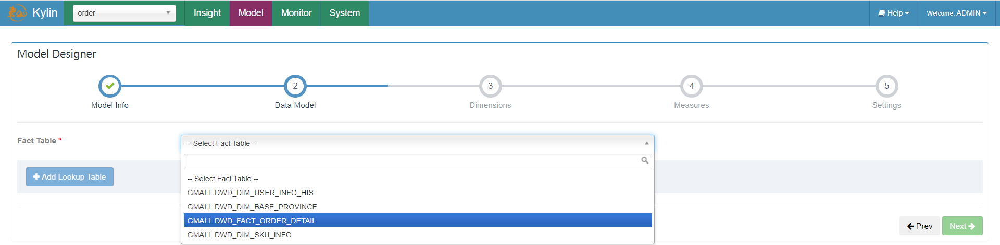 Kylin order Insight Model Monitor System Help Welcome, ADMIN
Model Designer
2 3 4 5
Model Info Data Model Dimensions Measures Settings
Fact Table * -- Select Fact Table --
Add Lookup Table
-- Select Fact Table --
GMALL.DWD_DIM_USER_INFO_HIS
GMALL.DWD_DIM_BASE_PROVINCE
GMALL.DWD_FACT_ORDER_DETAIL
GMALL.DWD_DIM_SKU_INFO
Prev Next